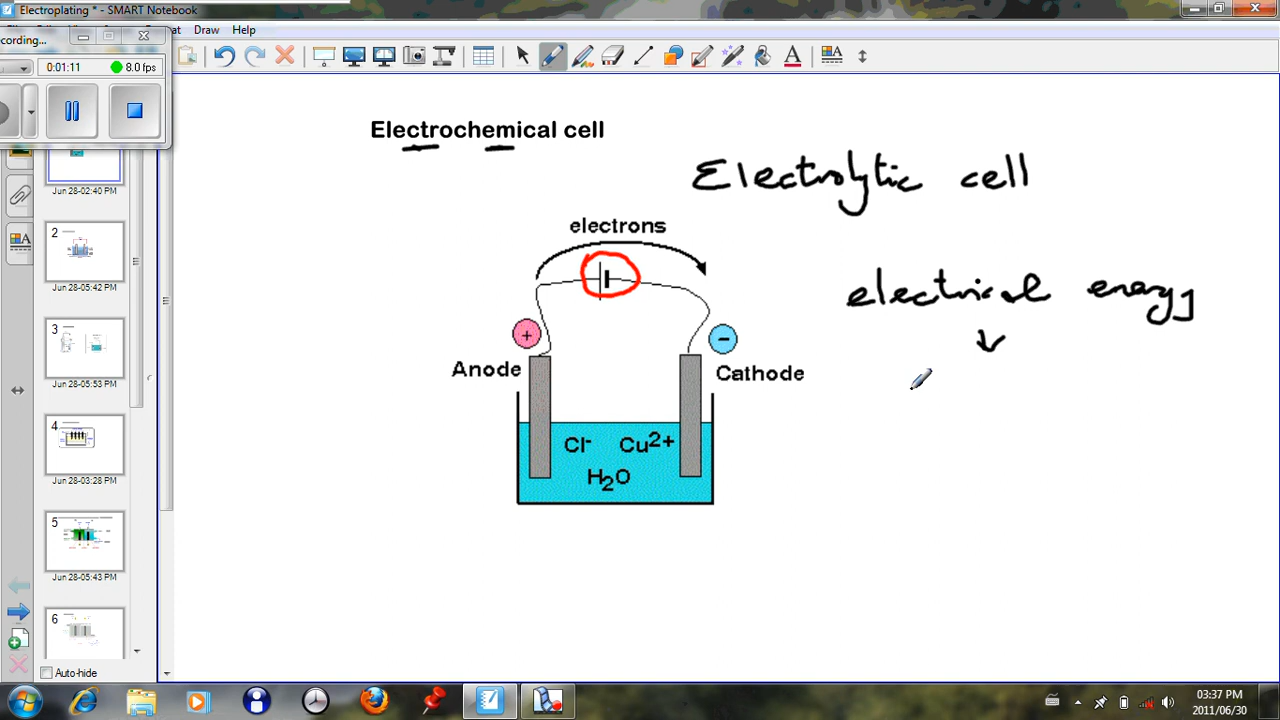 Electroplating * - SMART Notebook
Draw
Help
cording...
0:01:11
8.0 fps
Jun 28-02:40 PM
2
Jun 28-05:42 PM
3
Jun 28-05:53 PM
4
Jun 28-03:28 PM
5
Jun 28-05:43 PM
6
Auto-hide
Electrochemical cell
Electrolytic cell
electrons
electrical energy
+
−
Anode
Cathode
Cl⁻ Cu²⁺
H₂O
03:37 PM
2011/06/30